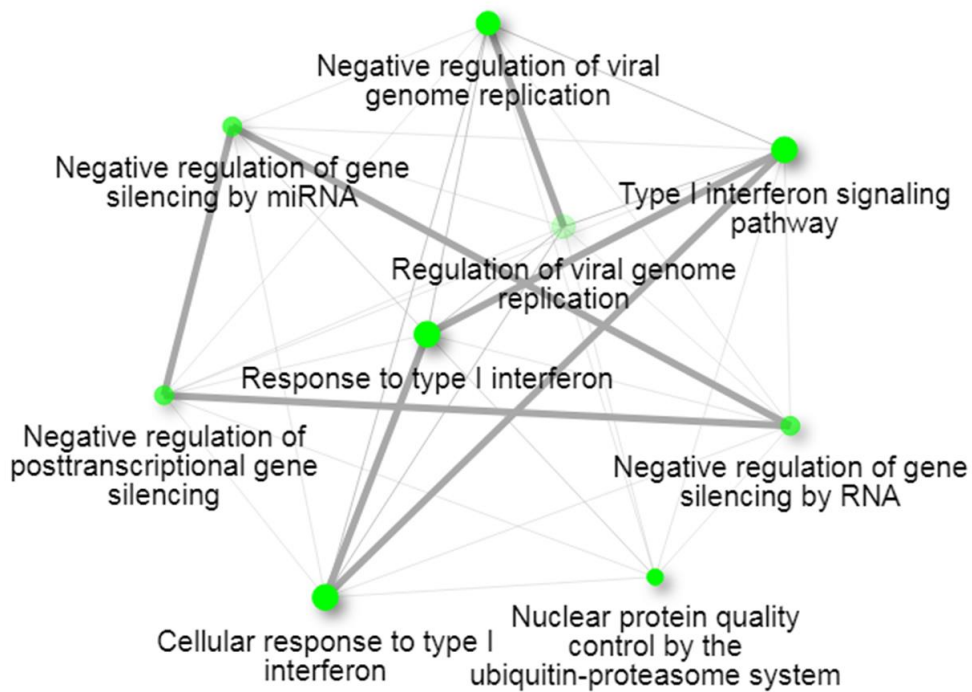 Negative regulation of viral
genome replication
Negative regulation of gene
silencing by miRNA
Type I interferon signaling
pathway
Regulation of viral genome
replication
Response to type I interferon
Negative regulation of
posttranscriptional gene
silencing
Negative regulation of gene
silencing by RNA
Cellular response to type I
interferon
Nuclear protein quality
control by the
ubiquitin-proteasome system